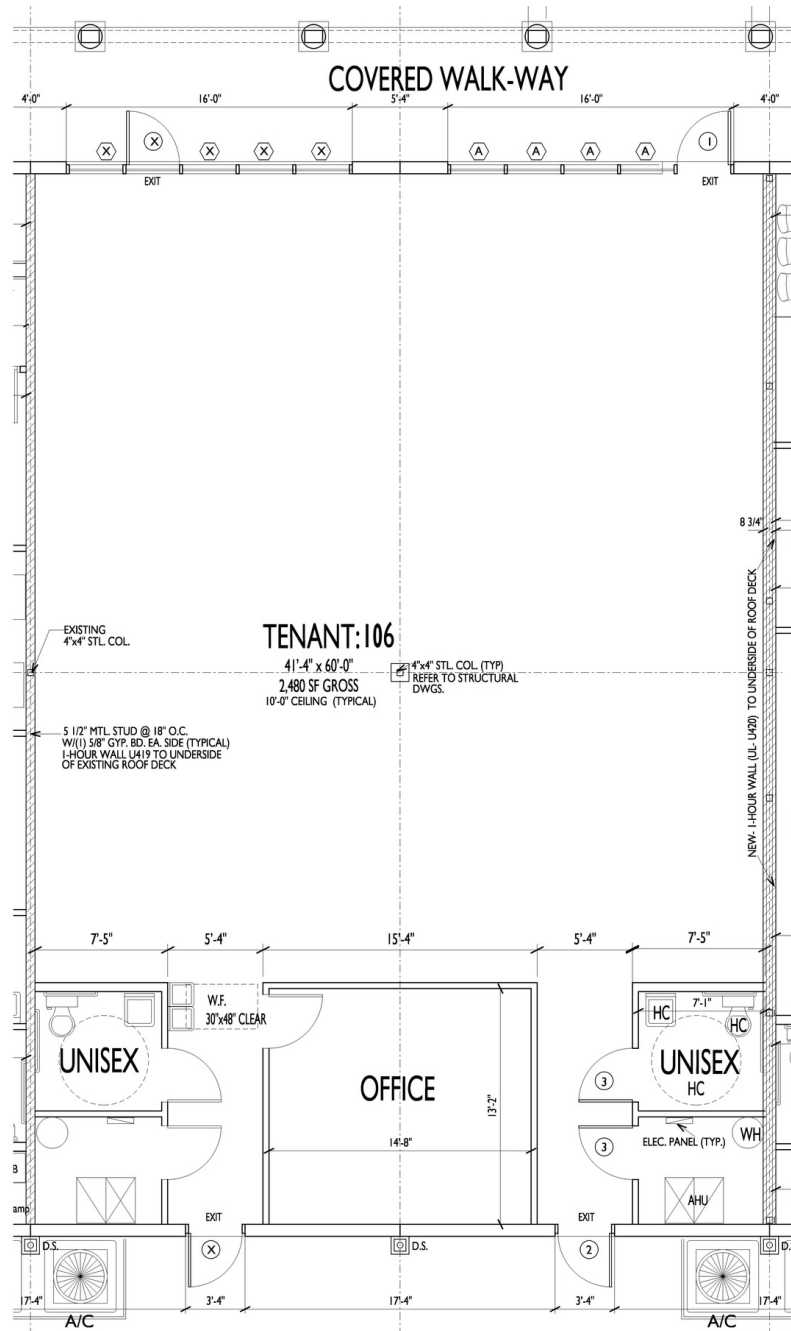 COVERED WALK-WAY
4'-0" 16'-0" 5'-4" 16'-0" 4'-0"
X X X X X A A A A 1
EXIT EXIT
8 3/4"
NEW- 1-HOUR WALL (UL- U420) TO UNDERSIDE OF ROOF DECK
EXISTING
4"x4" STL. COL.
TENANT:106
41'-4" x 60'-0"
2,480 SF GROSS
10'-0" CEILING (TYPICAL)
4"x4" STL. COL. (TYP)
REFER TO STRUCTURAL
DWGS.
5 1/2" MTL. STUD @ 18" O.C.
W/(1) 5/8" GYP. BD. EA. SIDE (TYPICAL)
1-HOUR WALL U419 TO UNDERSIDE
OF EXISTING ROOF DECK
7'-5" 5'-4" 15'-4" 5'-4" 7'-5"
W.F.
30"x48" CLEAR
HC 7'-1" HC
UNISEX
OFFICE
UNISEX
HC
3
13'-2"
14'-8"
3
ELEC. PANEL (TYP.)
WH
B
amp
AHU
EXIT EXIT
D.S. X D.S. 2 D.
17'-4" 3'-4" 17'-4" 3'-4" 17'-4"
A/C A/C